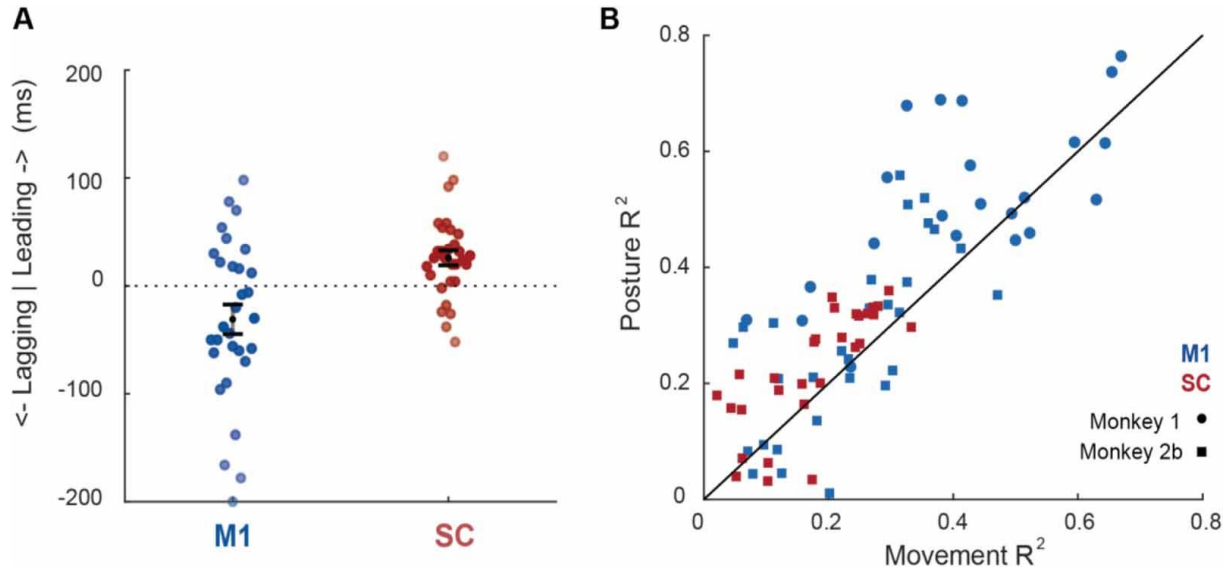 A
<- Lagging | Leading -> (ms)
200
100
0
-100
-200
M1
SC
B
Posture R²
0.8
0.6
0.4
0.2
0
0
0.2
0.4
0.6
0.8
Movement R²
M1
SC
Monkey 1
Monkey 2b